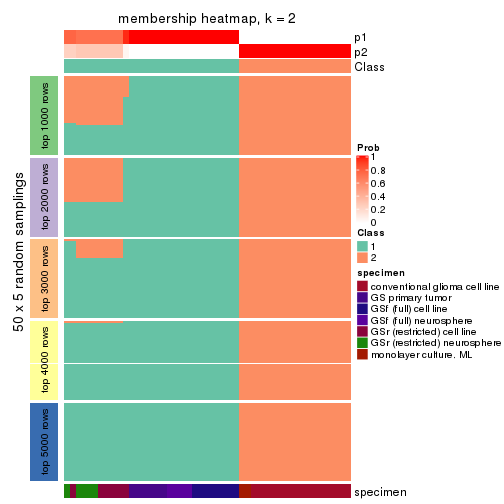 membership heatmap, k = 2
p1
p2
Class
50 x 5 random samplings
top 1000 rows
top 2000 rows
top 3000 rows
top 4000 rows
top 5000 rows
Prob
1
0.8
0.6
0.4
0.2
0
Class
1
2
specimen
conventional glioma cell line
GS primary tumor
GSf (full) cell line
GSf (full) neurosphere
GSr (restricted) cell line
GSr (restricted) neurosphere
monolayer culture, ML
specimen